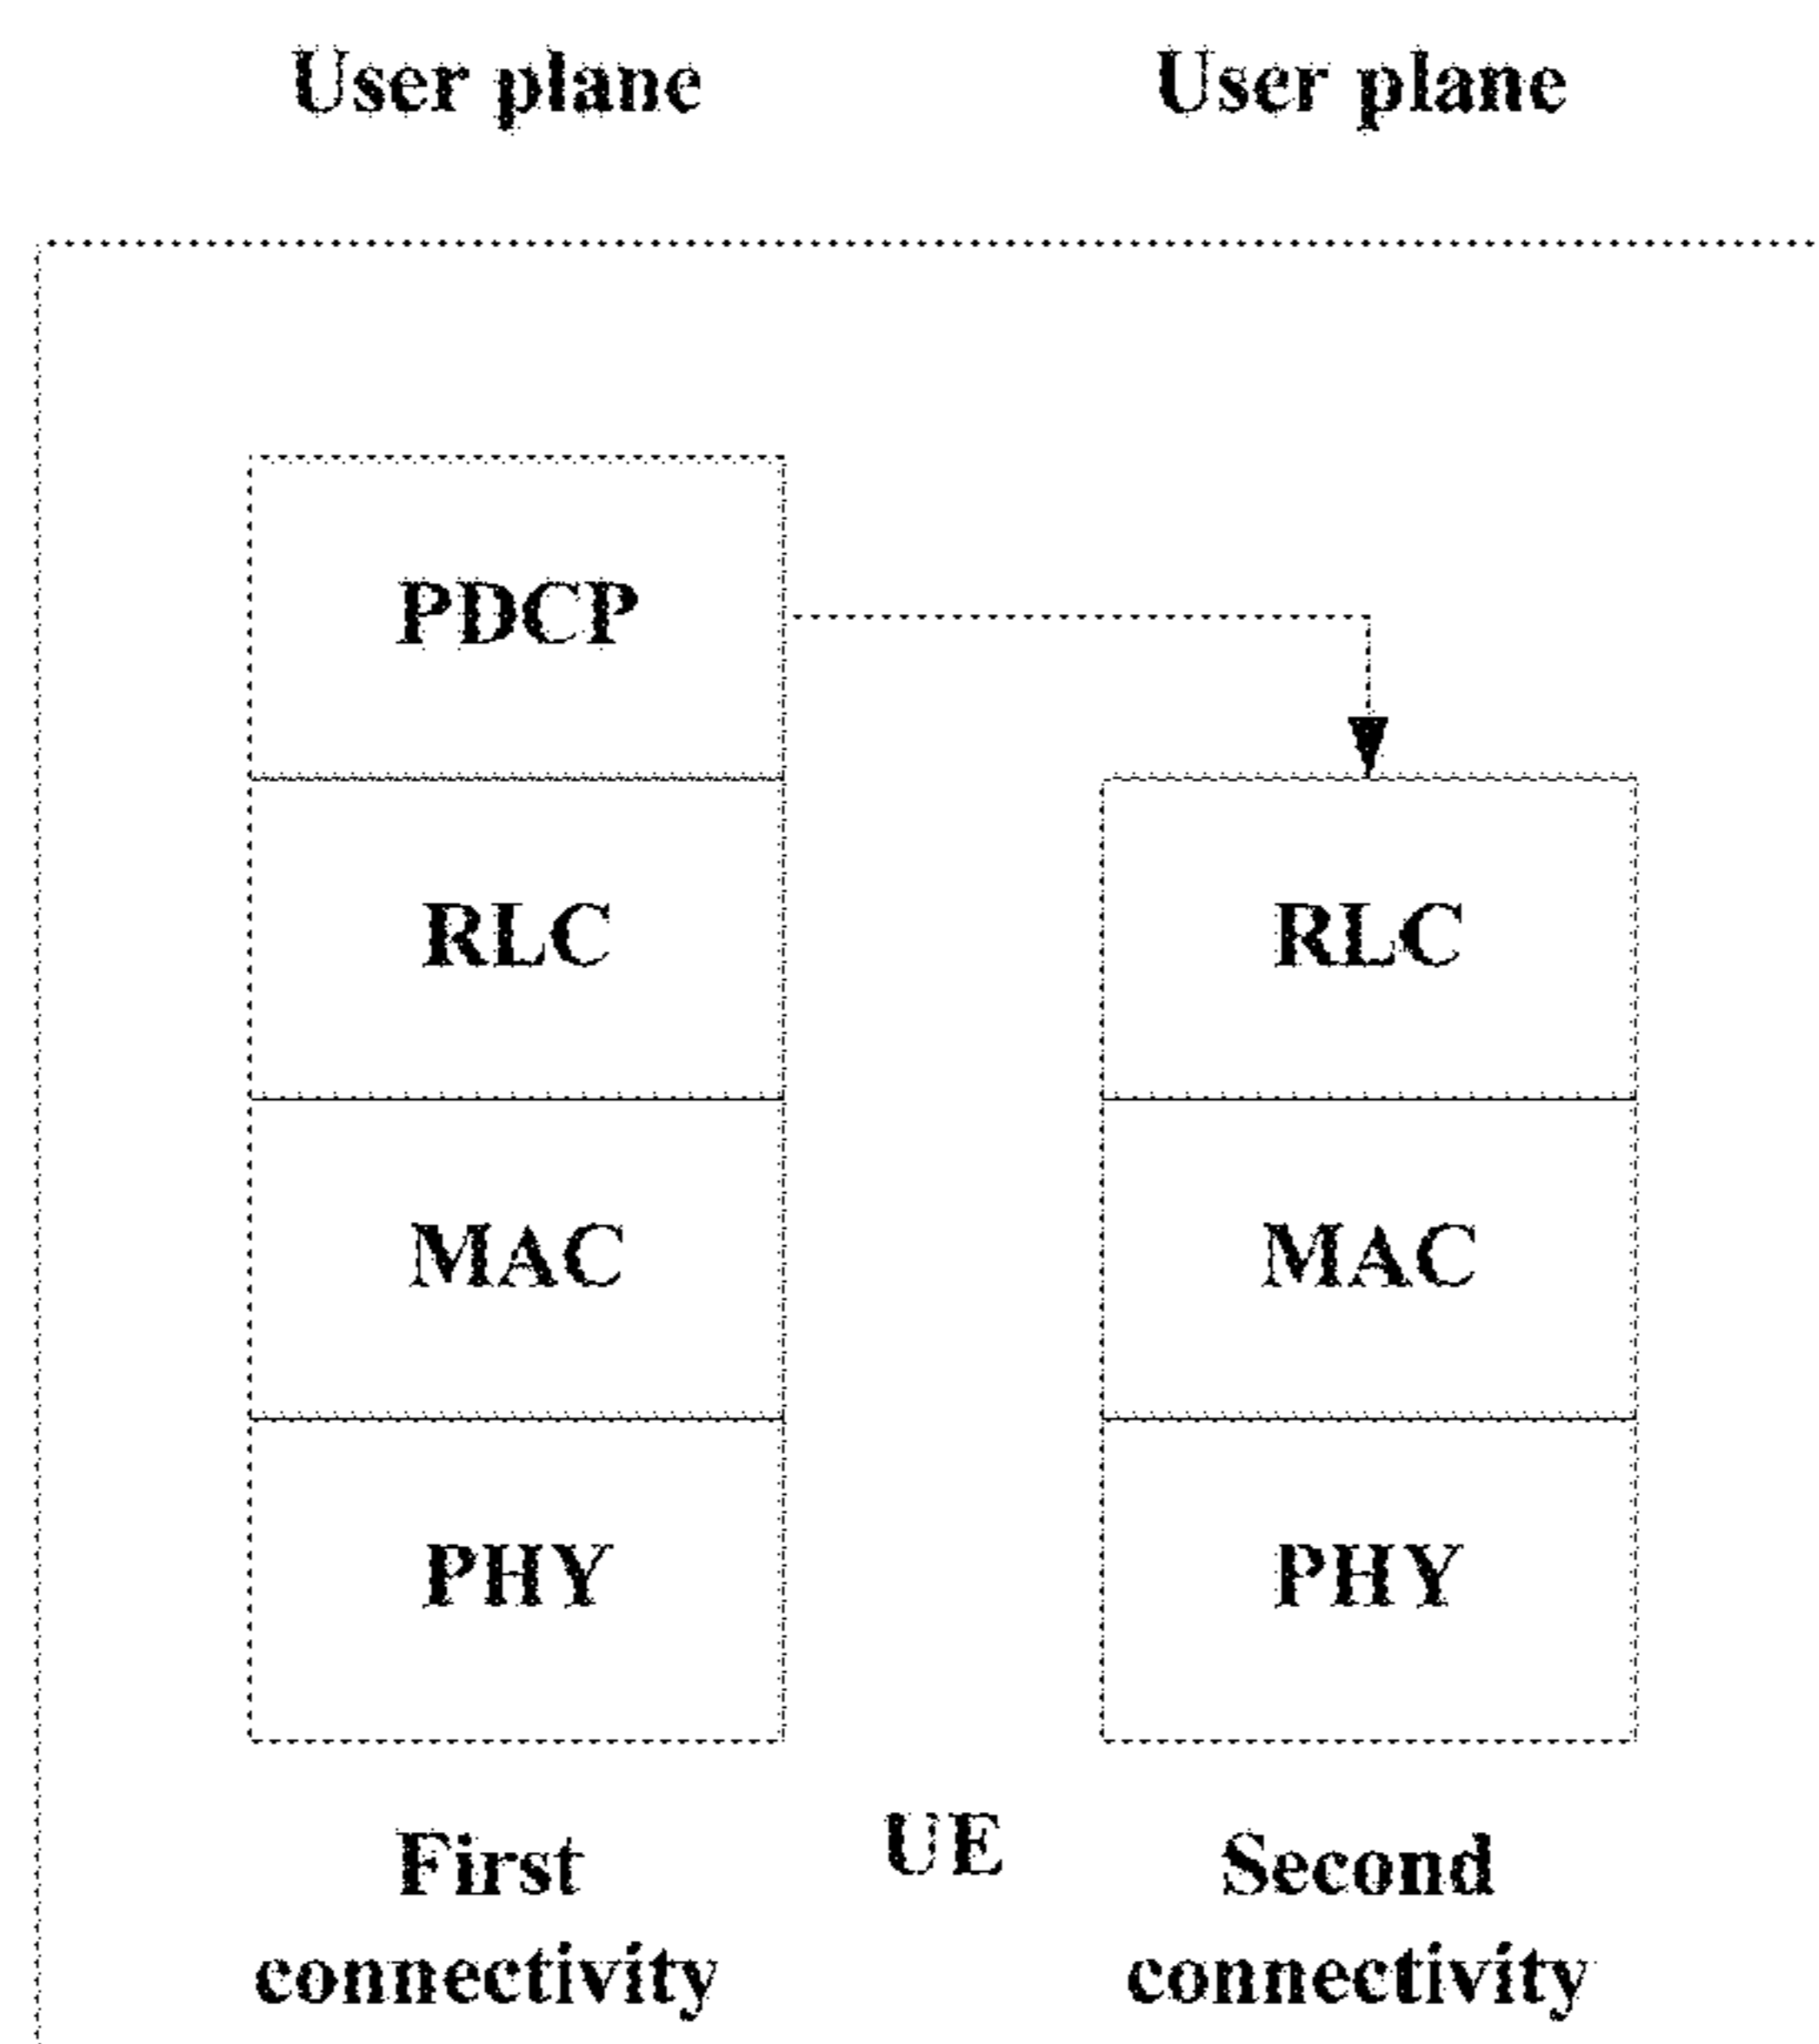 User plane User plane
PDCP
RLC RLC
MAC MAC
PHY PHY
UE
First Second
connectivity connectivity